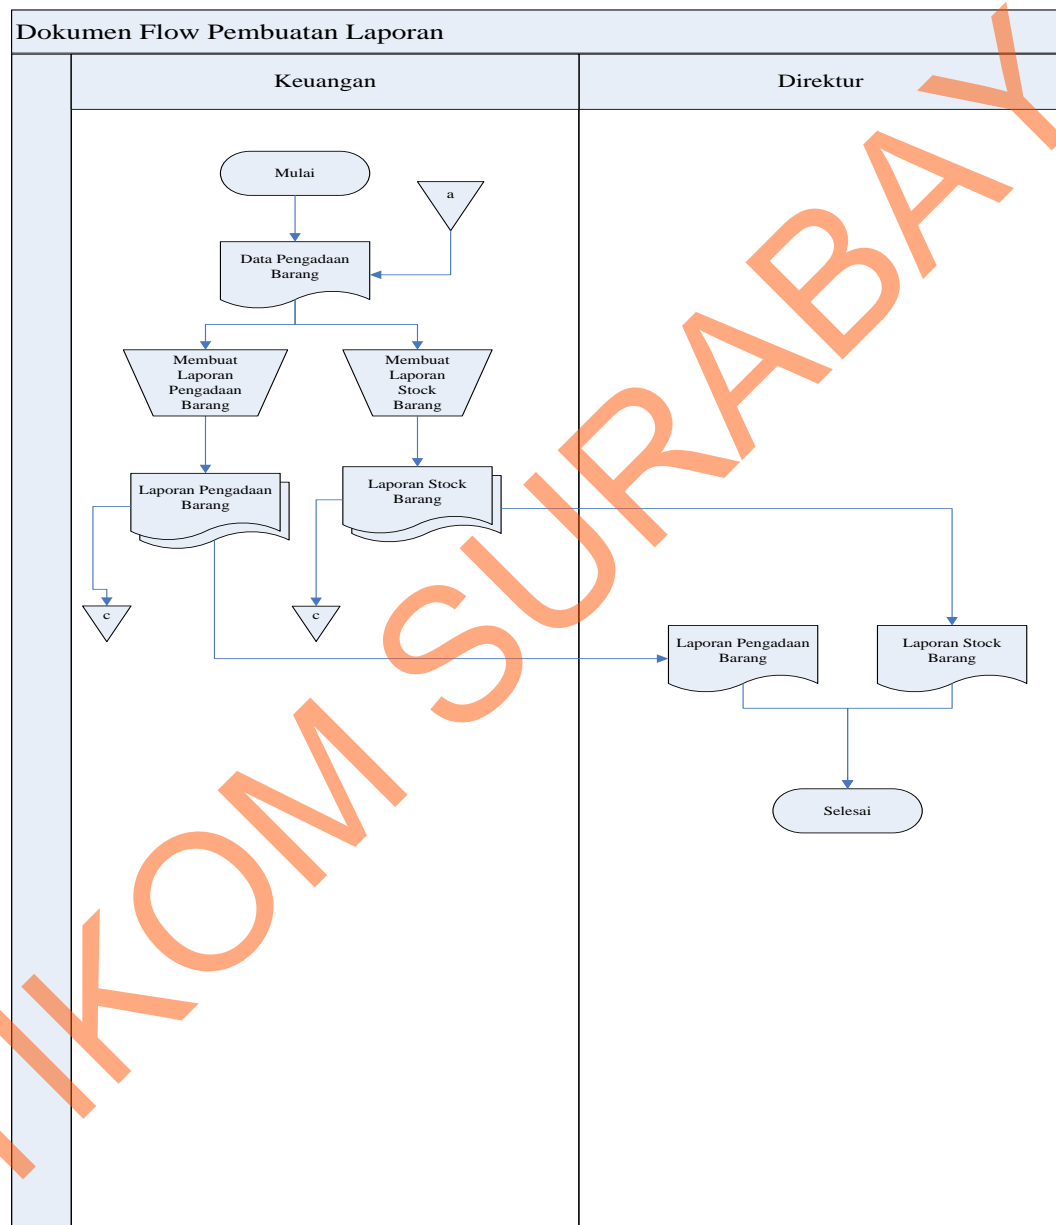 Dokumen Flow Pembuatan Laporan
Keuangan
Direktur
Mulai
a
Data Pengadaan
Barang
Membuat
Laporan
Pengadaan
Barang
Membuat
Laporan
Stock
Barang
Laporan Pengadaan
Barang
Laporan Stock
Barang
c
c
Laporan Pengadaan
Barang
Laporan Stock
Barang
Selesai
IKOM SURABAY